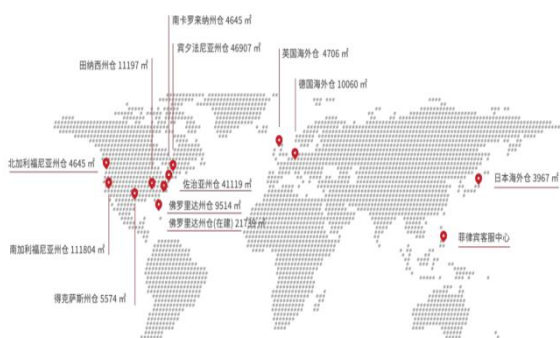 南卡罗来纳州仓 4645 ㎡
宾夕法尼亚州仓 46907 ㎡
田纳西州仓 11197 ㎡
英国海外仓 4706 ㎡
德国海外仓 10060 ㎡
北加利福尼亚州仓 4645 ㎡
佐治亚州仓 41119 ㎡
日本海外仓 3967 ㎡
佛罗里达州仓 9514 ㎡
佛罗里达州仓(在建) 21739 ㎡
菲律宾客服中心
南加利福尼亚州仓 111804 ㎡
得克萨斯州仓 5574 ㎡